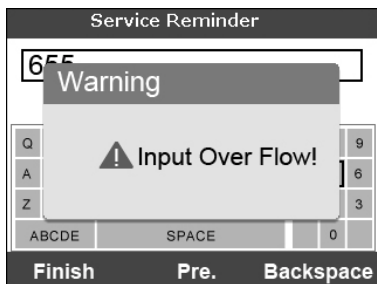 Service Reminder
655
Warning
Input Over Flow!
Q 9
A 6
Z 3
ABCDE SPACE 0
Finish Pre. Backspace